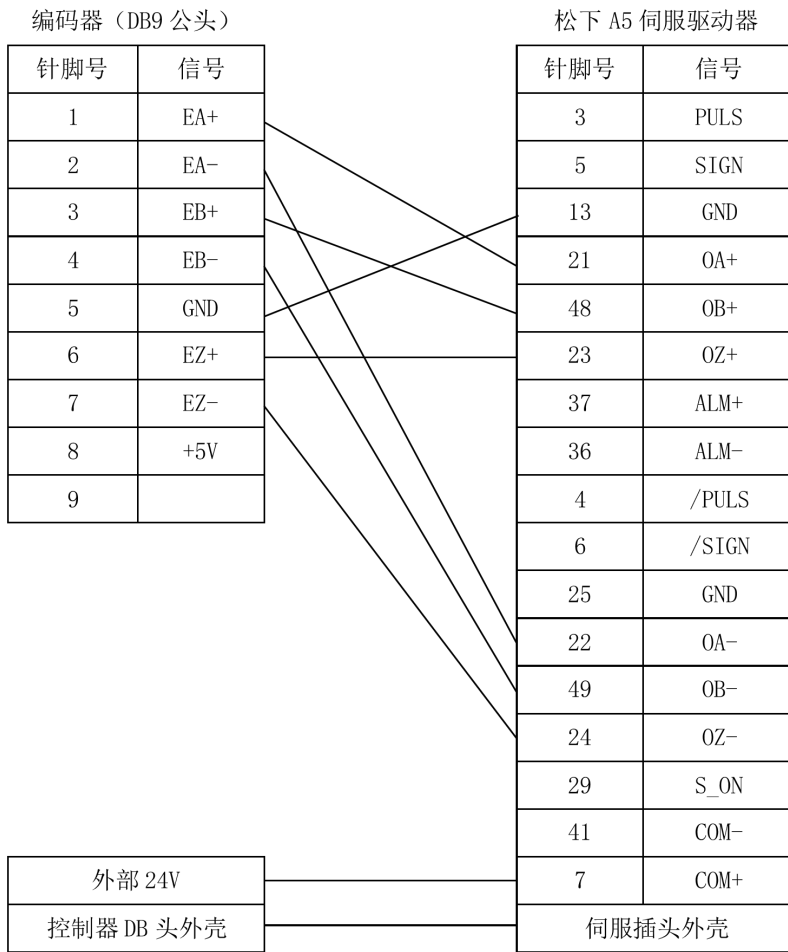 编码器（DB9 公头）
针脚号 信号
1 EA+
2 EA-
3 EB+
4 EB-
5 GND
6 EZ+
7 EZ-
8 +5V
9
外部 24V
控制器 DB 头外壳
松下 A5 伺服驱动器
针脚号 信号
3 PULS
5 SIGN
13 GND
21 OA+
48 OB+
23 OZ+
37 ALM+
36 ALM-
4 /PULS
6 /SIGN
25 GND
22 OA-
49 OB-
24 OZ-
29 S_ON
41 COM-
7 COM+
伺服插头外壳